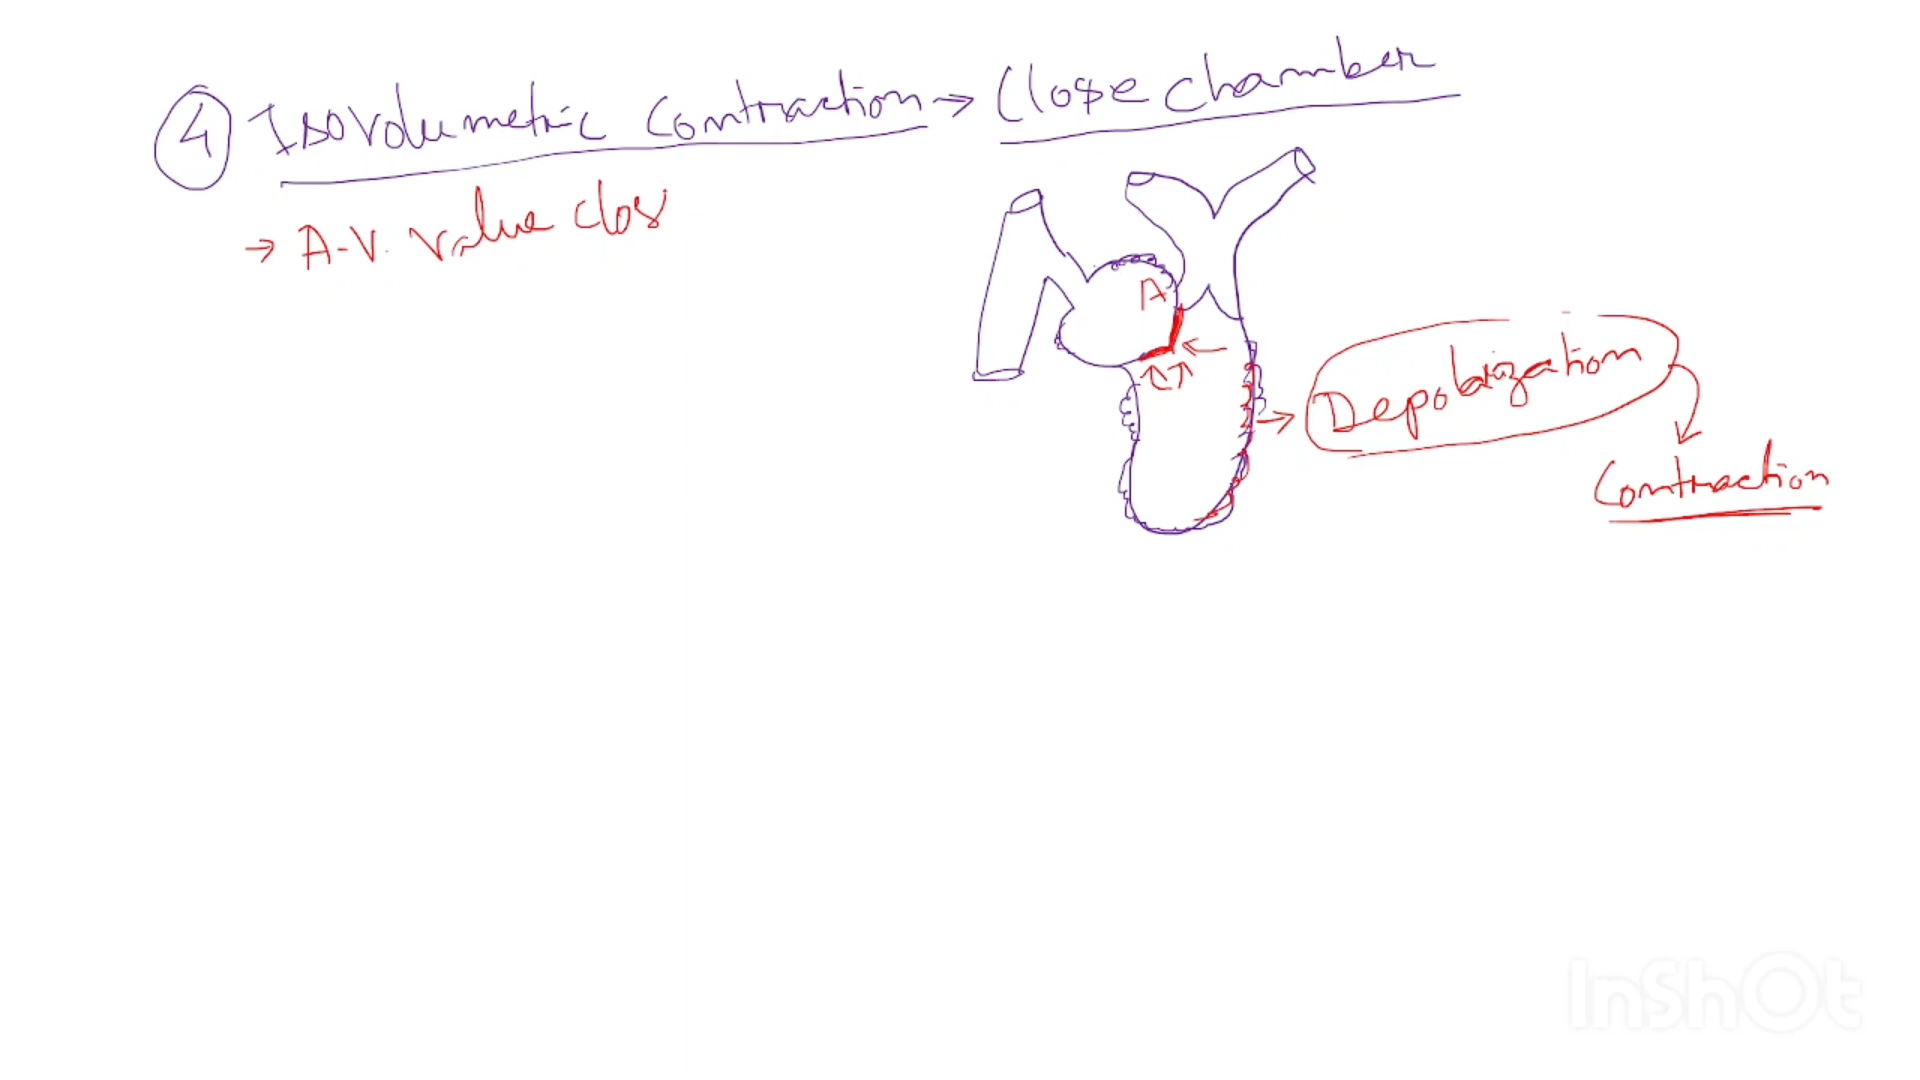 4 Isovolumetric Contraction → Close chamber
→ A-V. valve clos
A
→ Depolarization
Contraction
InShOt